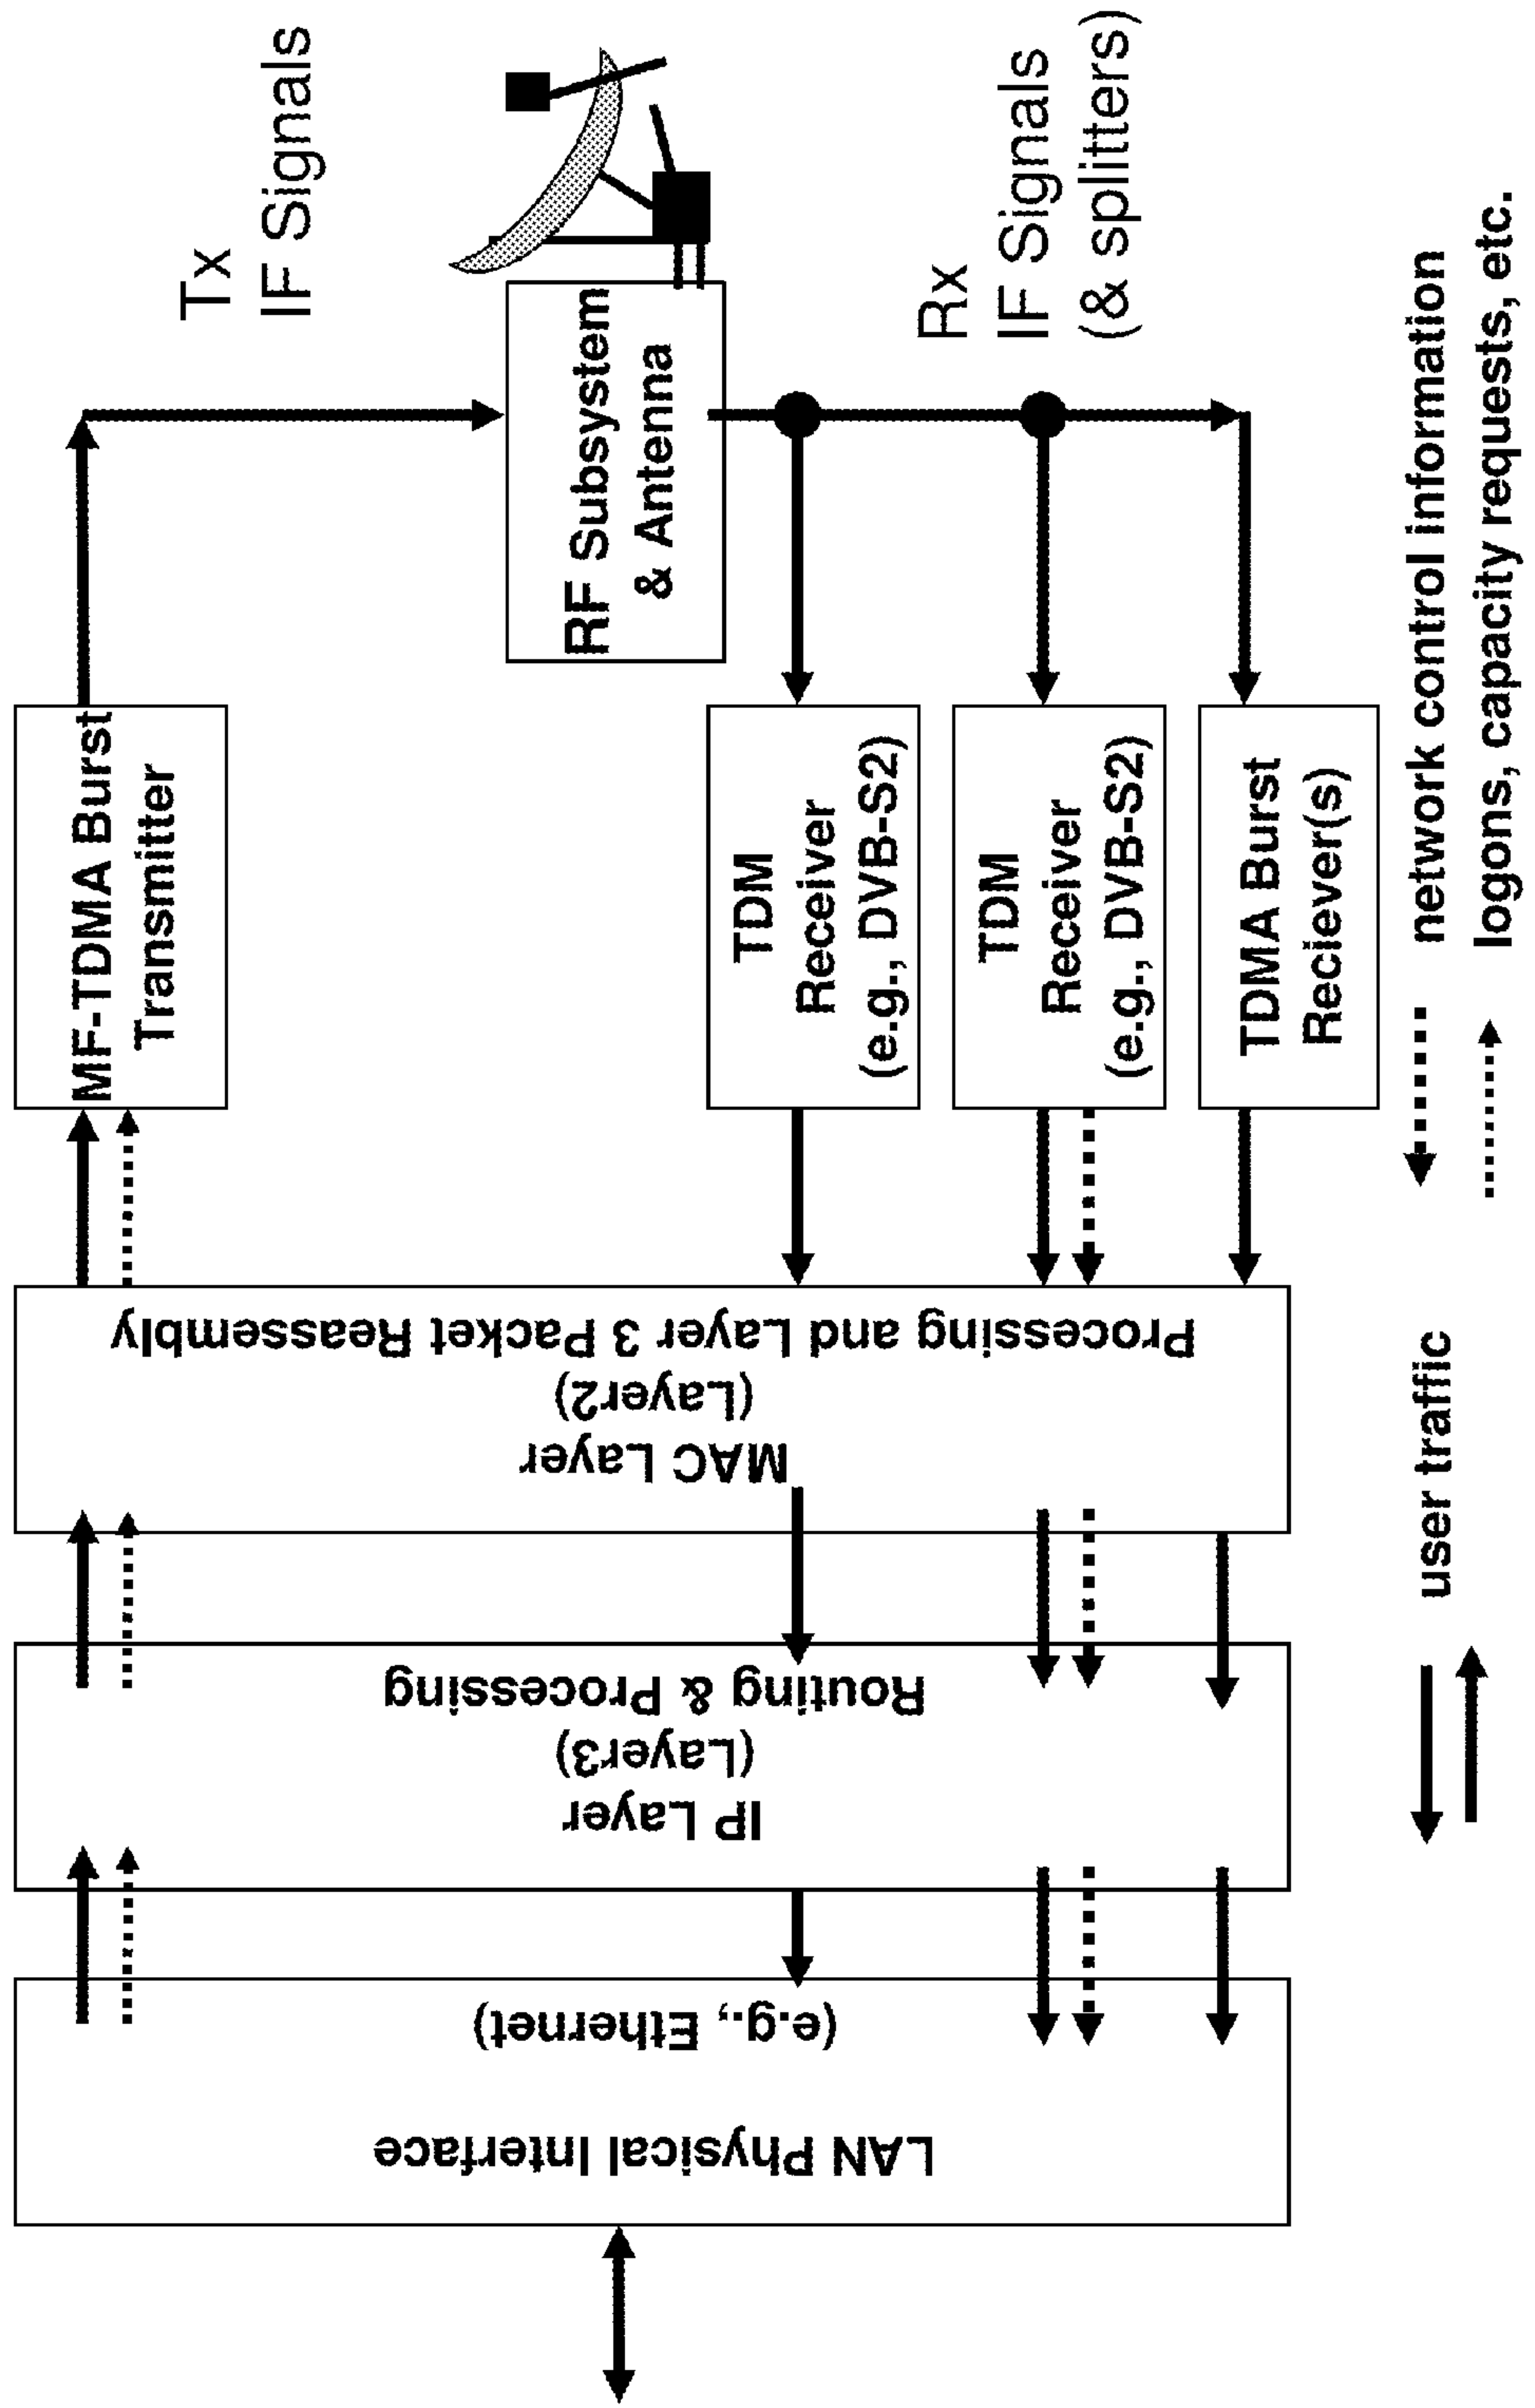 LAN Physical Interface
(e.g., Ethernet)
IP Layer
(Layer3)
Routing & Processing
MAC Layer
(Layer2)
Processing and Layer 3 Packet Reassembly
MF-TDMA Burst
Transmitter
Tx
IF Signals
RF Subsystem
& Antenna
TDM
Receiver
(e.g., DVB-S2)
TDM
Receiver
(e.g., DVB-S2)
TDMA Burst
Reciever(s)
Rx
IF Signals
(& splitters)
user traffic
network control information
logons, capacity requests, etc.